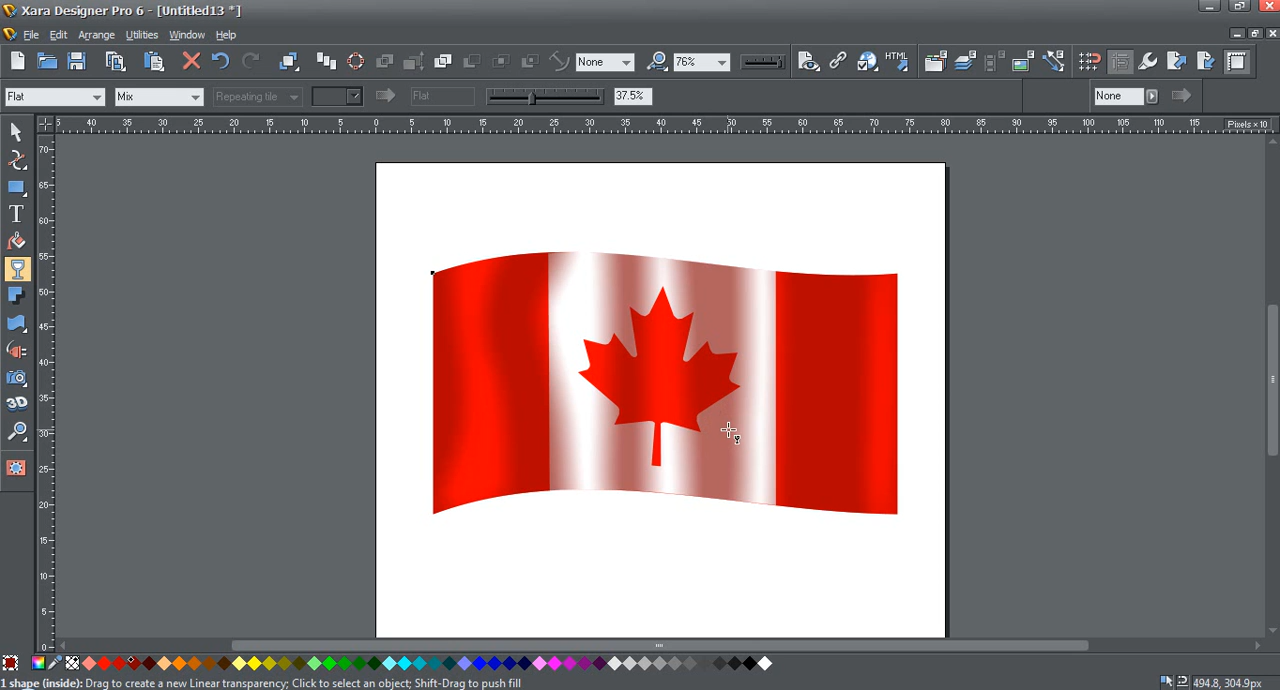 Xara Designer Pro 6 - [Untitled13 *]
File Edit Arrange Utilities Window Help
None 76% HTML
Flat Mix Repeating tile Flat 37.5% None
5 40 35 30 25 20 15 10 5 0 5 10 15 20 25 30 35 40 45 50 55 60 65 70 75 80 85 90 95 100 105 110 115 Pixels × 10
70
65
60
55
50
45
40
35
30
25
20
15
10
5
0
T
3D
1 shape (inside): Drag to create a new Linear transparency; Click to select an object; Shift-Drag to push fill 494.8, 304.9px